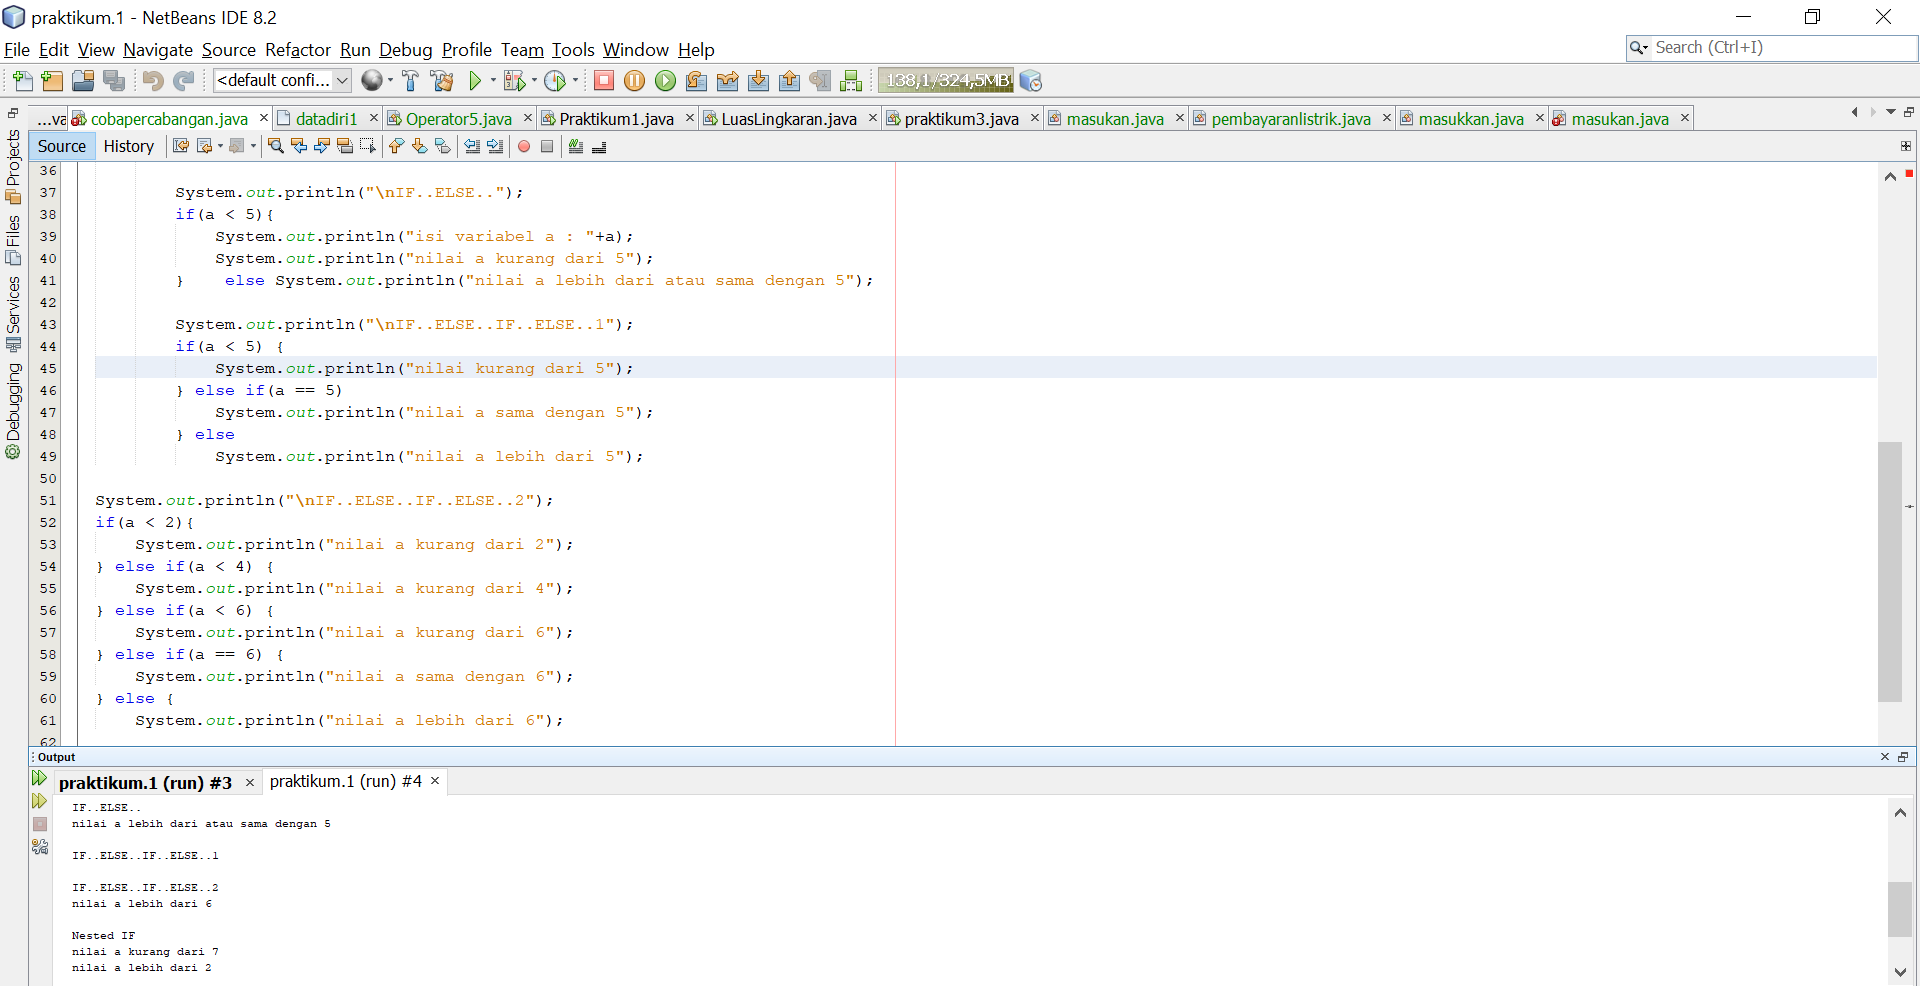 praktikum.1 - NetBeans IDE 8.2
File Edit View Navigate Source Refactor Run Debug Profile Team Tools Window Help
Search (Ctrl+I)
<default confi...
138,1/324,5MB
...va
cobapercabangan.java
datadiri1
Operator5.java
Praktikum1.java
LuasLingkaran.java
praktikum3.java
masukan.java
pembayaranlistrik.java
masukkan.java
masukan.java
Projects
Files
Services
Debugging
Source History
36
37 System.out.println("\nIF..ELSE..");
38 if(a < 5){
39 System.out.println("isi variabel a : "+a);
40 System.out.println("nilai a kurang dari 5");
41 } else System.out.println("nilai a lebih dari atau sama dengan 5");
42
43 System.out.println("\nIF..ELSE..IF..ELSE..1");
44 if(a < 5) {
45 System.out.println("nilai kurang dari 5");
46 } else if(a == 5)
47 System.out.println("nilai a sama dengan 5");
48 } else
49 System.out.println("nilai a lebih dari 5");
50
51 System.out.println("\nIF..ELSE..IF..ELSE..2");
52 if(a < 2){
53 System.out.println("nilai a kurang dari 2");
54 } else if(a < 4) {
55 System.out.println("nilai a kurang dari 4");
56 } else if(a < 6) {
57 System.out.println("nilai a kurang dari 6");
58 } else if(a == 6) {
59 System.out.println("nilai a sama dengan 6");
60 } else {
61 System.out.println("nilai a lebih dari 6");
62
Output
praktikum.1 (run) #3
praktikum.1 (run) #4
IF..ELSE..
nilai a lebih dari atau sama dengan 5
IF..ELSE..IF..ELSE..1
IF..ELSE..IF..ELSE..2
nilai a lebih dari 6
Nested IF
nilai a kurang dari 7
nilai a lebih dari 2